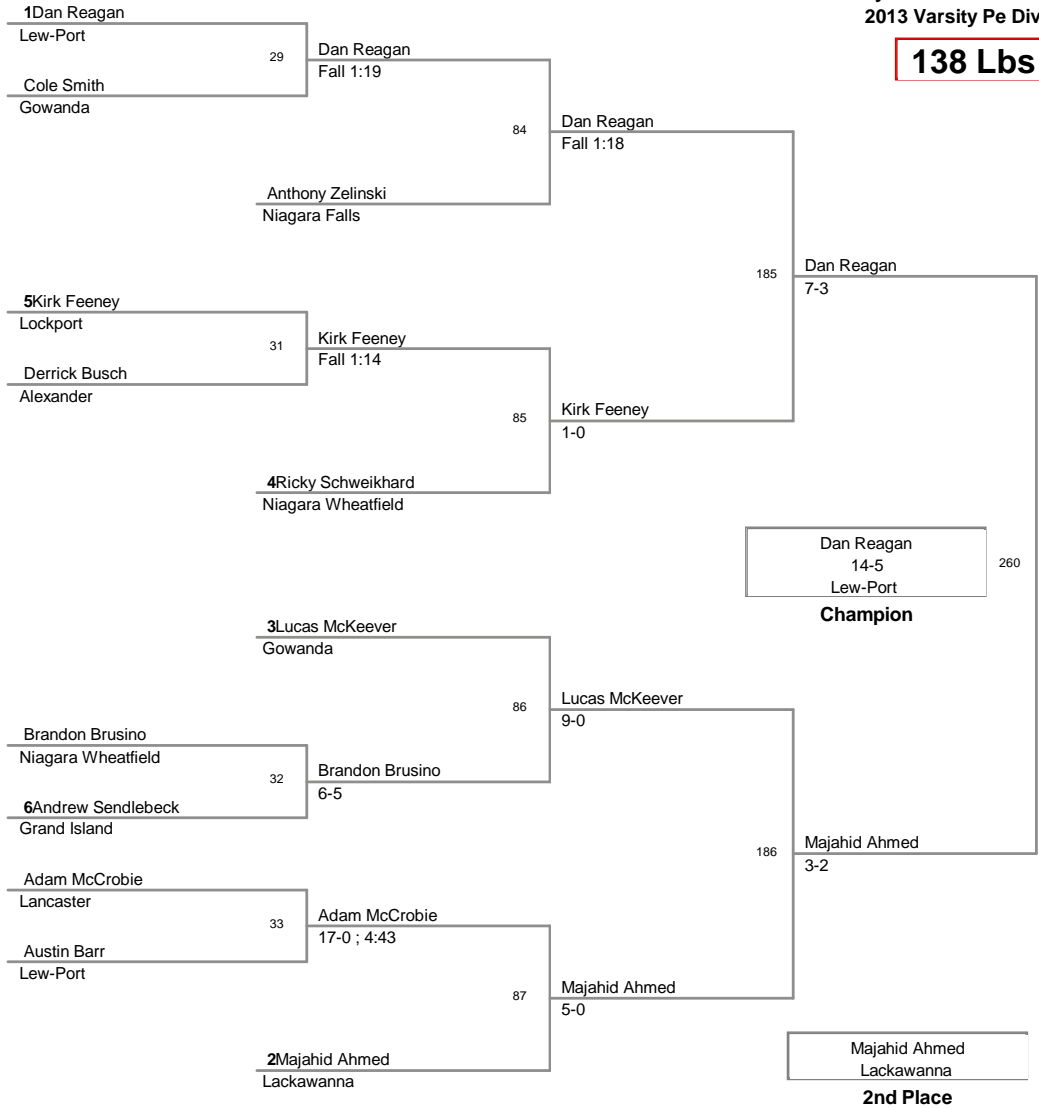 2013 Varsity Pe Div
138 Lbs
1Dan Reagan
Lew-Port
29
Dan Reagan
Fall 1:19
Cole Smith
Gowanda
84
Dan Reagan
Fall 1:18
Anthony Zelinski
Niagara Falls
185
Dan Reagan
7-3
5Kirk Feeney
Lockport
31
Kirk Feeney
Fall 1:14
Derrick Busch
Alexander
85
Kirk Feeney
1-0
4Ricky Schweikhard
Niagara Wheatfield
Dan Reagan
14-5
Lew-Port
260
Champion
3Lucas McKeever
Gowanda
86
Lucas McKeever
9-0
Brandon Brusino
Niagara Wheatfield
32
Brandon Brusino
6-5
6Andrew Sendlebeck
Grand Island
186
Majahid Ahmed
3-2
Adam McCrobie
Lancaster
33
Adam McCrobie
17-0 ; 4:43
Austin Barr
Lew-Port
87
Majahid Ahmed
5-0
2Majahid Ahmed
Lackawanna
Majahid Ahmed
Lackawanna
2nd Place